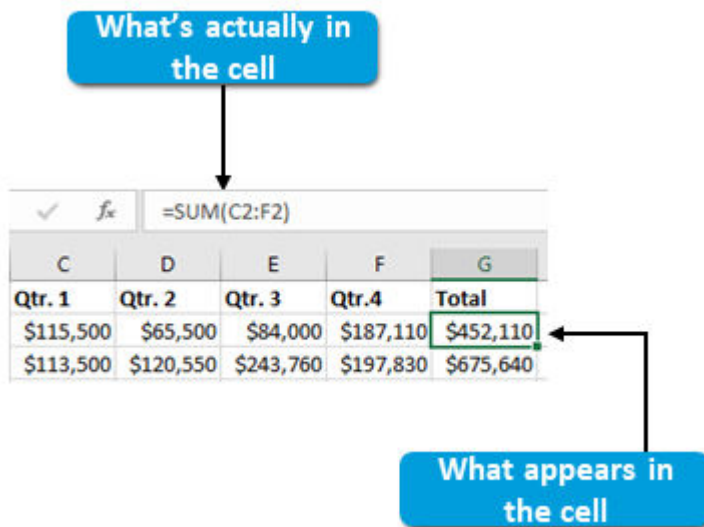 What's actually in
the cell
fx =SUM(C2:F2)
C D E F G
Qtr. 1 Qtr. 2 Qtr. 3 Qtr.4 Total
$115,500 $65,500 $84,000 $187,110 $452,110
$113,500 $120,550 $243,760 $197,830 $675,640
What appears in
the cell